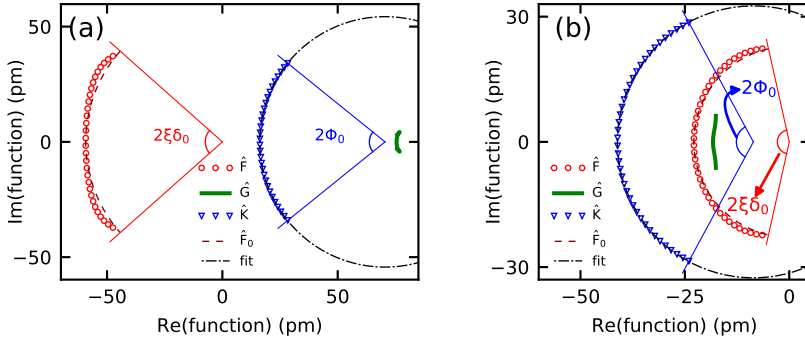 (a)
50
0
−50
Im(function) (pm)
2ξδ₀
2Φ₀
F̂
Ĝ
K̂
F̂₀
fit
−50
0
50
Re(function) (pm)
(b)
30
0
−30
Im(function) (pm)
2Φ₀
2ξδ₀
F̂
Ĝ
K̂
F̂₀
fit
−50
−25
0
Re(function) (pm)